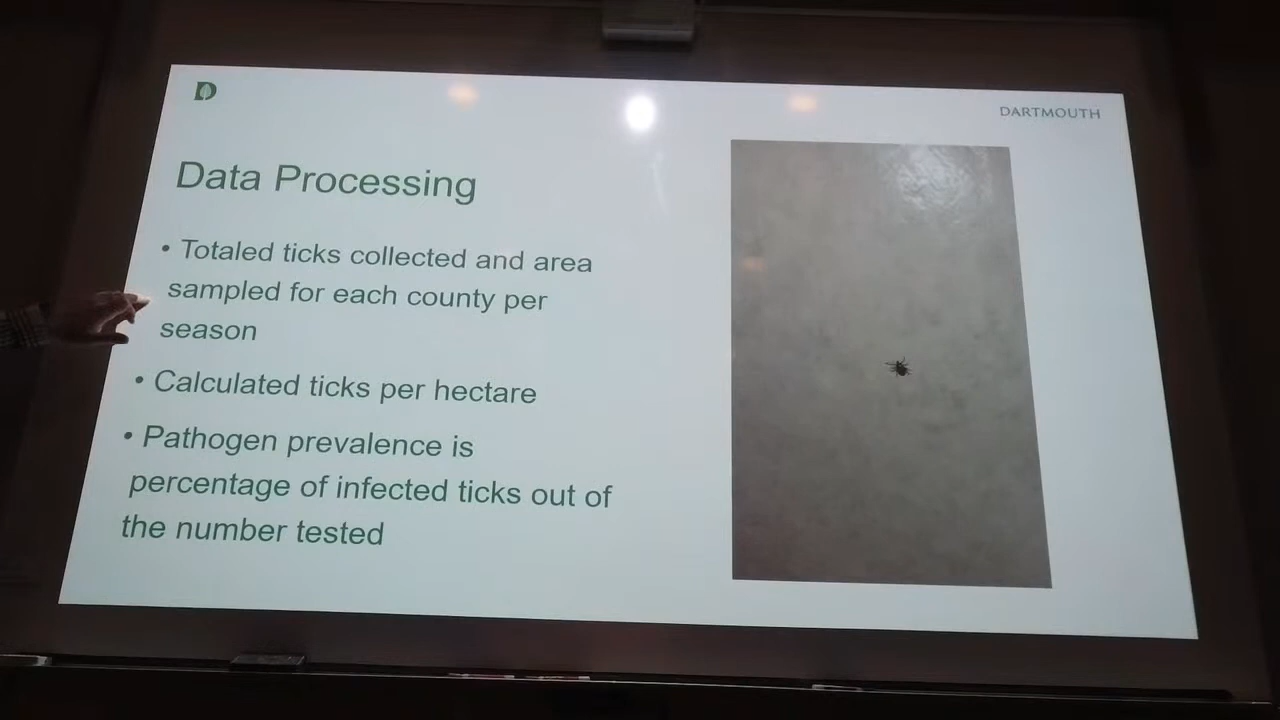 D
DARTMOUTH
Data Processing
• Totaled ticks collected and area
sampled for each county per
season
• Calculated ticks per hectare
• Pathogen prevalence is
percentage of infected ticks out of
the number tested